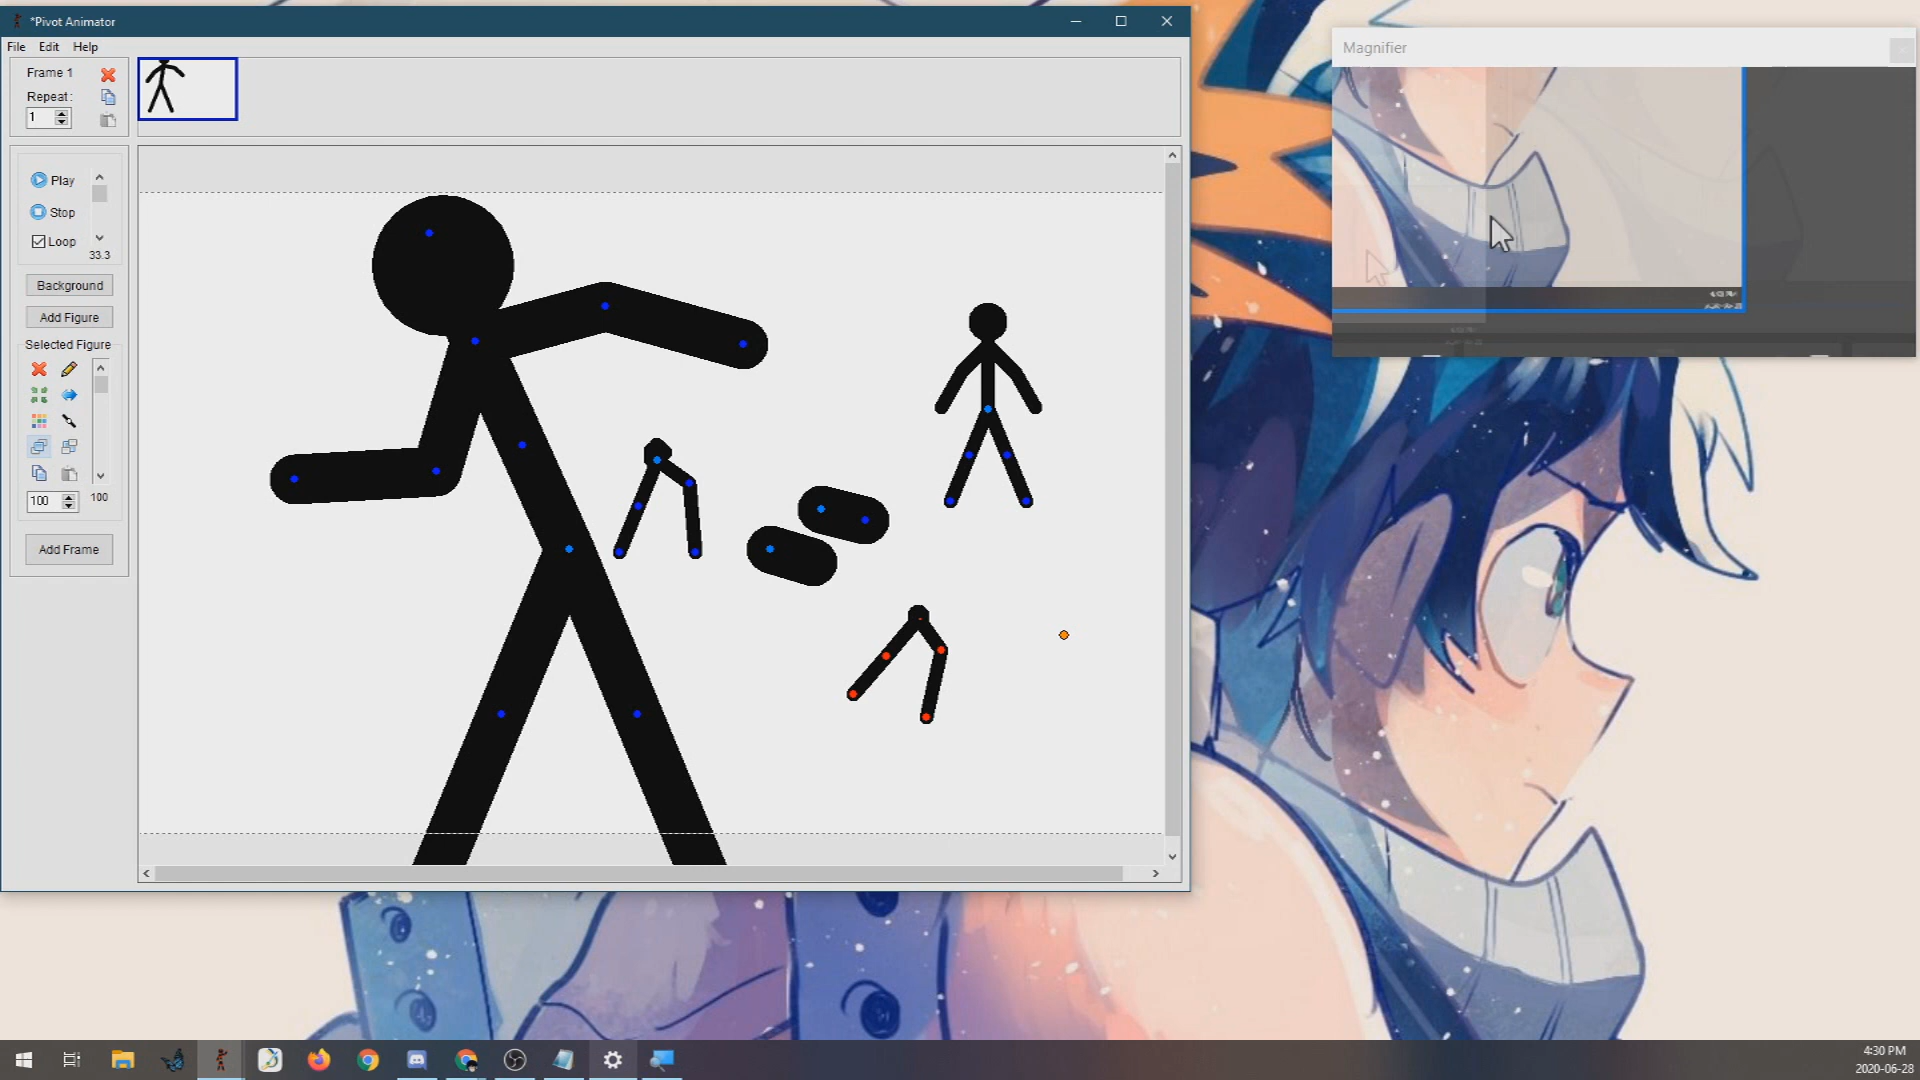 *Pivot Animator
File Edit Help
Frame 1
Repeat:
1
Play
Stop
Loop
33.3
Background
Add Figure
Selected Figure
100
100
Add Frame
Magnifier
4:30 PM
2020-06-28